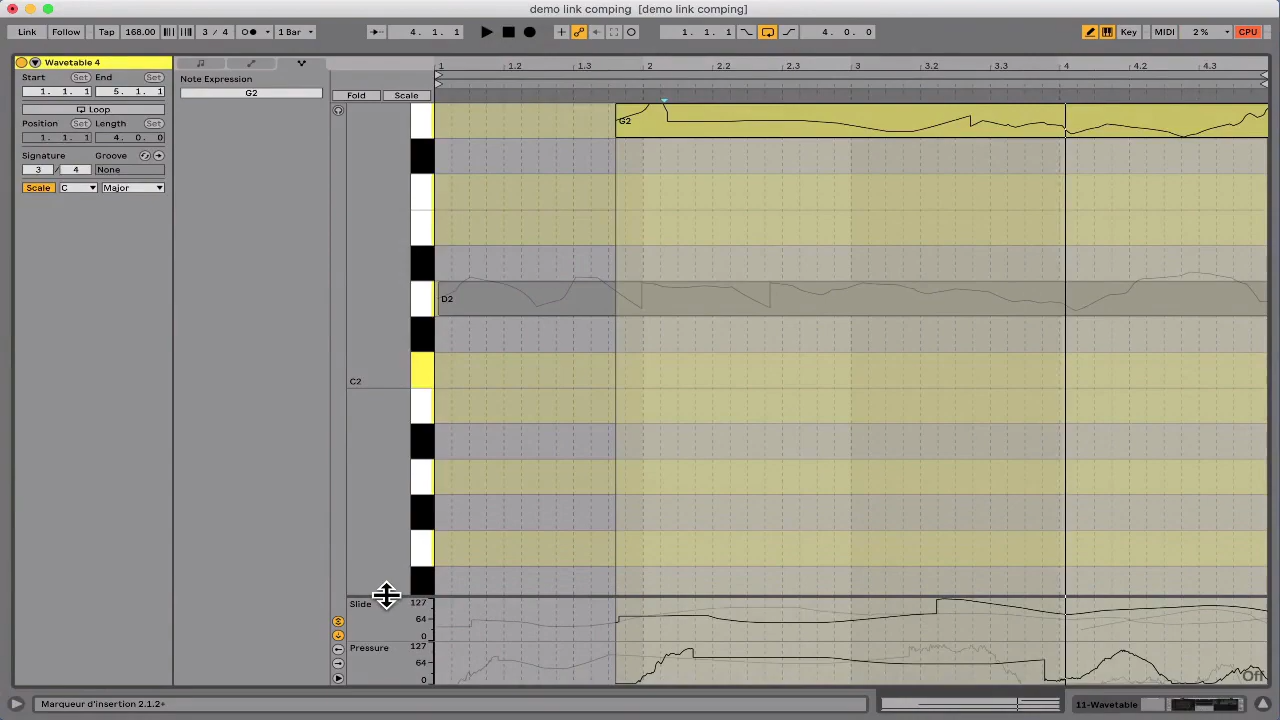 demo link comping [demo link comping]
Link Follow Tap 168.00 3 / 4 1 Bar 4. 1. 1 1. 1. 1 4. 0. 0 Key MIDI 2 % CPU
Wavetable 4
Start Set End Set
1. 1. 1 5. 1. 1
Loop
Position Set Length Set
1. 1. 1 4. 0. 0
Signature Groove
3 / 4 None
Scale C Major
Note Expression
G2
Fold Scale
1 1.2 1.3 2 2.2 2.3 3 3.2 3.3 4 4.2 4.3
G2
D2
C2
Slide 127
64
0
Pressure 127
64
0
Off
Marqueur d'insertion 2.1.2+
11-Wavetable